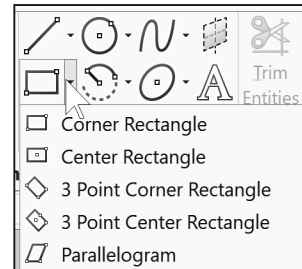 Trim
Entities
Corner Rectangle
Center Rectangle
3 Point Corner Rectangle
3 Point Center Rectangle
Parallelogram